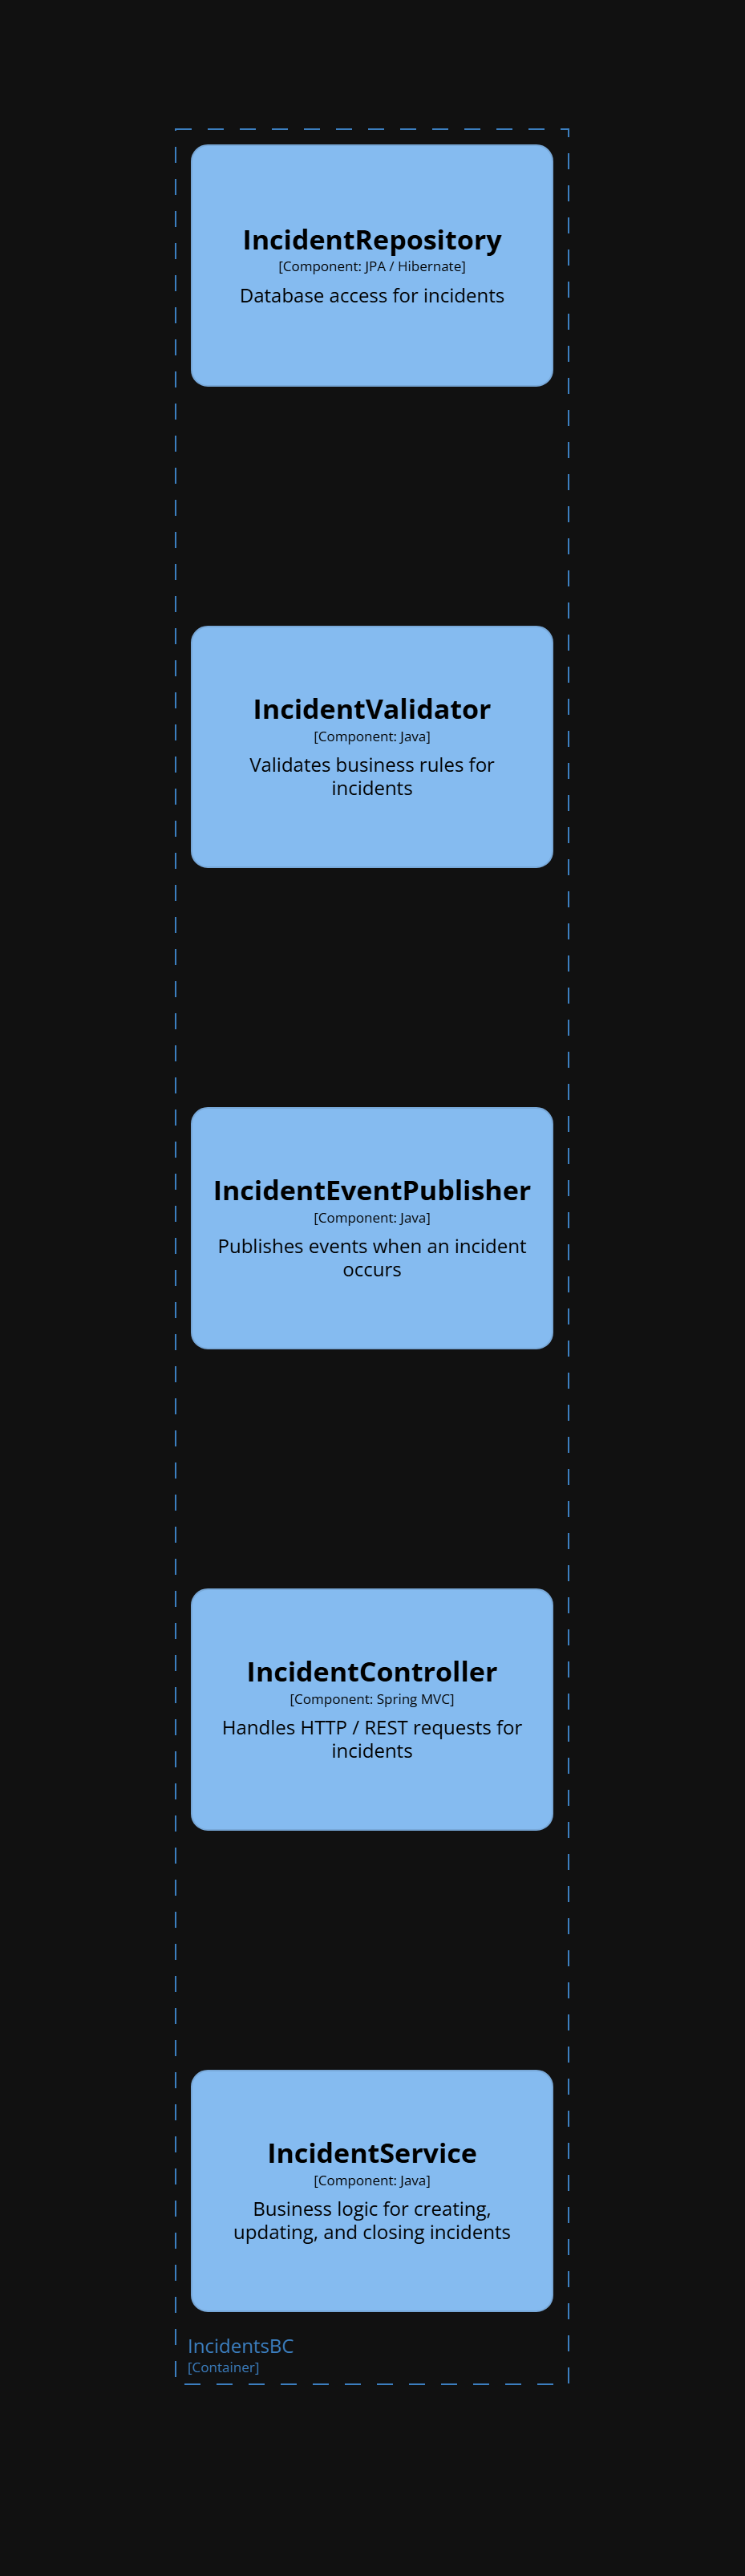 IncidentRepository
[Component: JPA / Hibernate]
Database access for incidents
IncidentValidator
[Component: Java]
Validates business rules for
incidents
IncidentEventPublisher
[Component: Java]
Publishes events when an incident
occurs
IncidentController
[Component: Spring MVC]
Handles HTTP / REST requests for
incidents
IncidentService
[Component: Java]
Business logic for creating,
updating, and closing incidents
IncidentsBC
[Container]